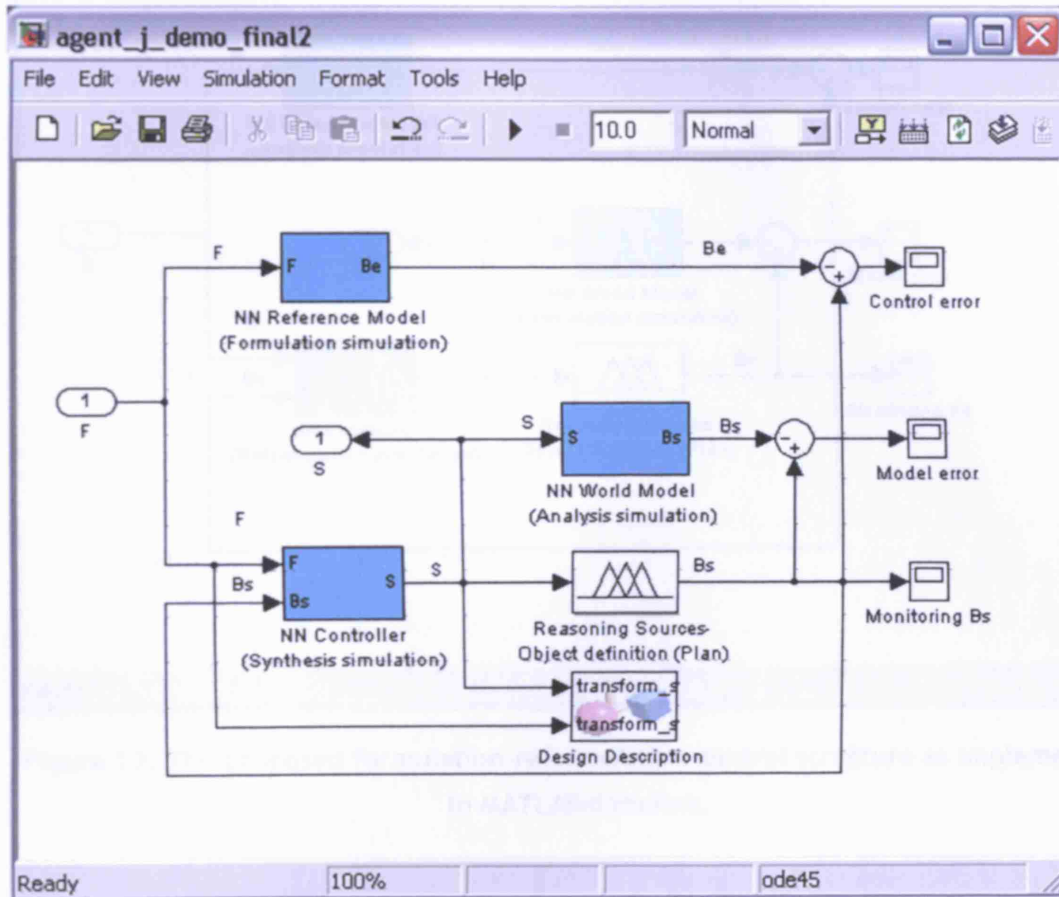 agent_j_demo_final2
File Edit View Simulation Format Tools Help
10.0 Normal
F
F Be
Be
NN Reference Model
(Formulation simulation)
Control error
1
F
1
S
S
S Bs
Bs
NN World Model
(Analysis simulation)
Model error
F
F
Bs
Bs
S
S
NN Controller
(Synthesis simulation)
Bs
Reasoning Sources-
Object definition (Plan)
Monitoring Bs
transform_s
transform_s
Design Description
Ready 100% ode45